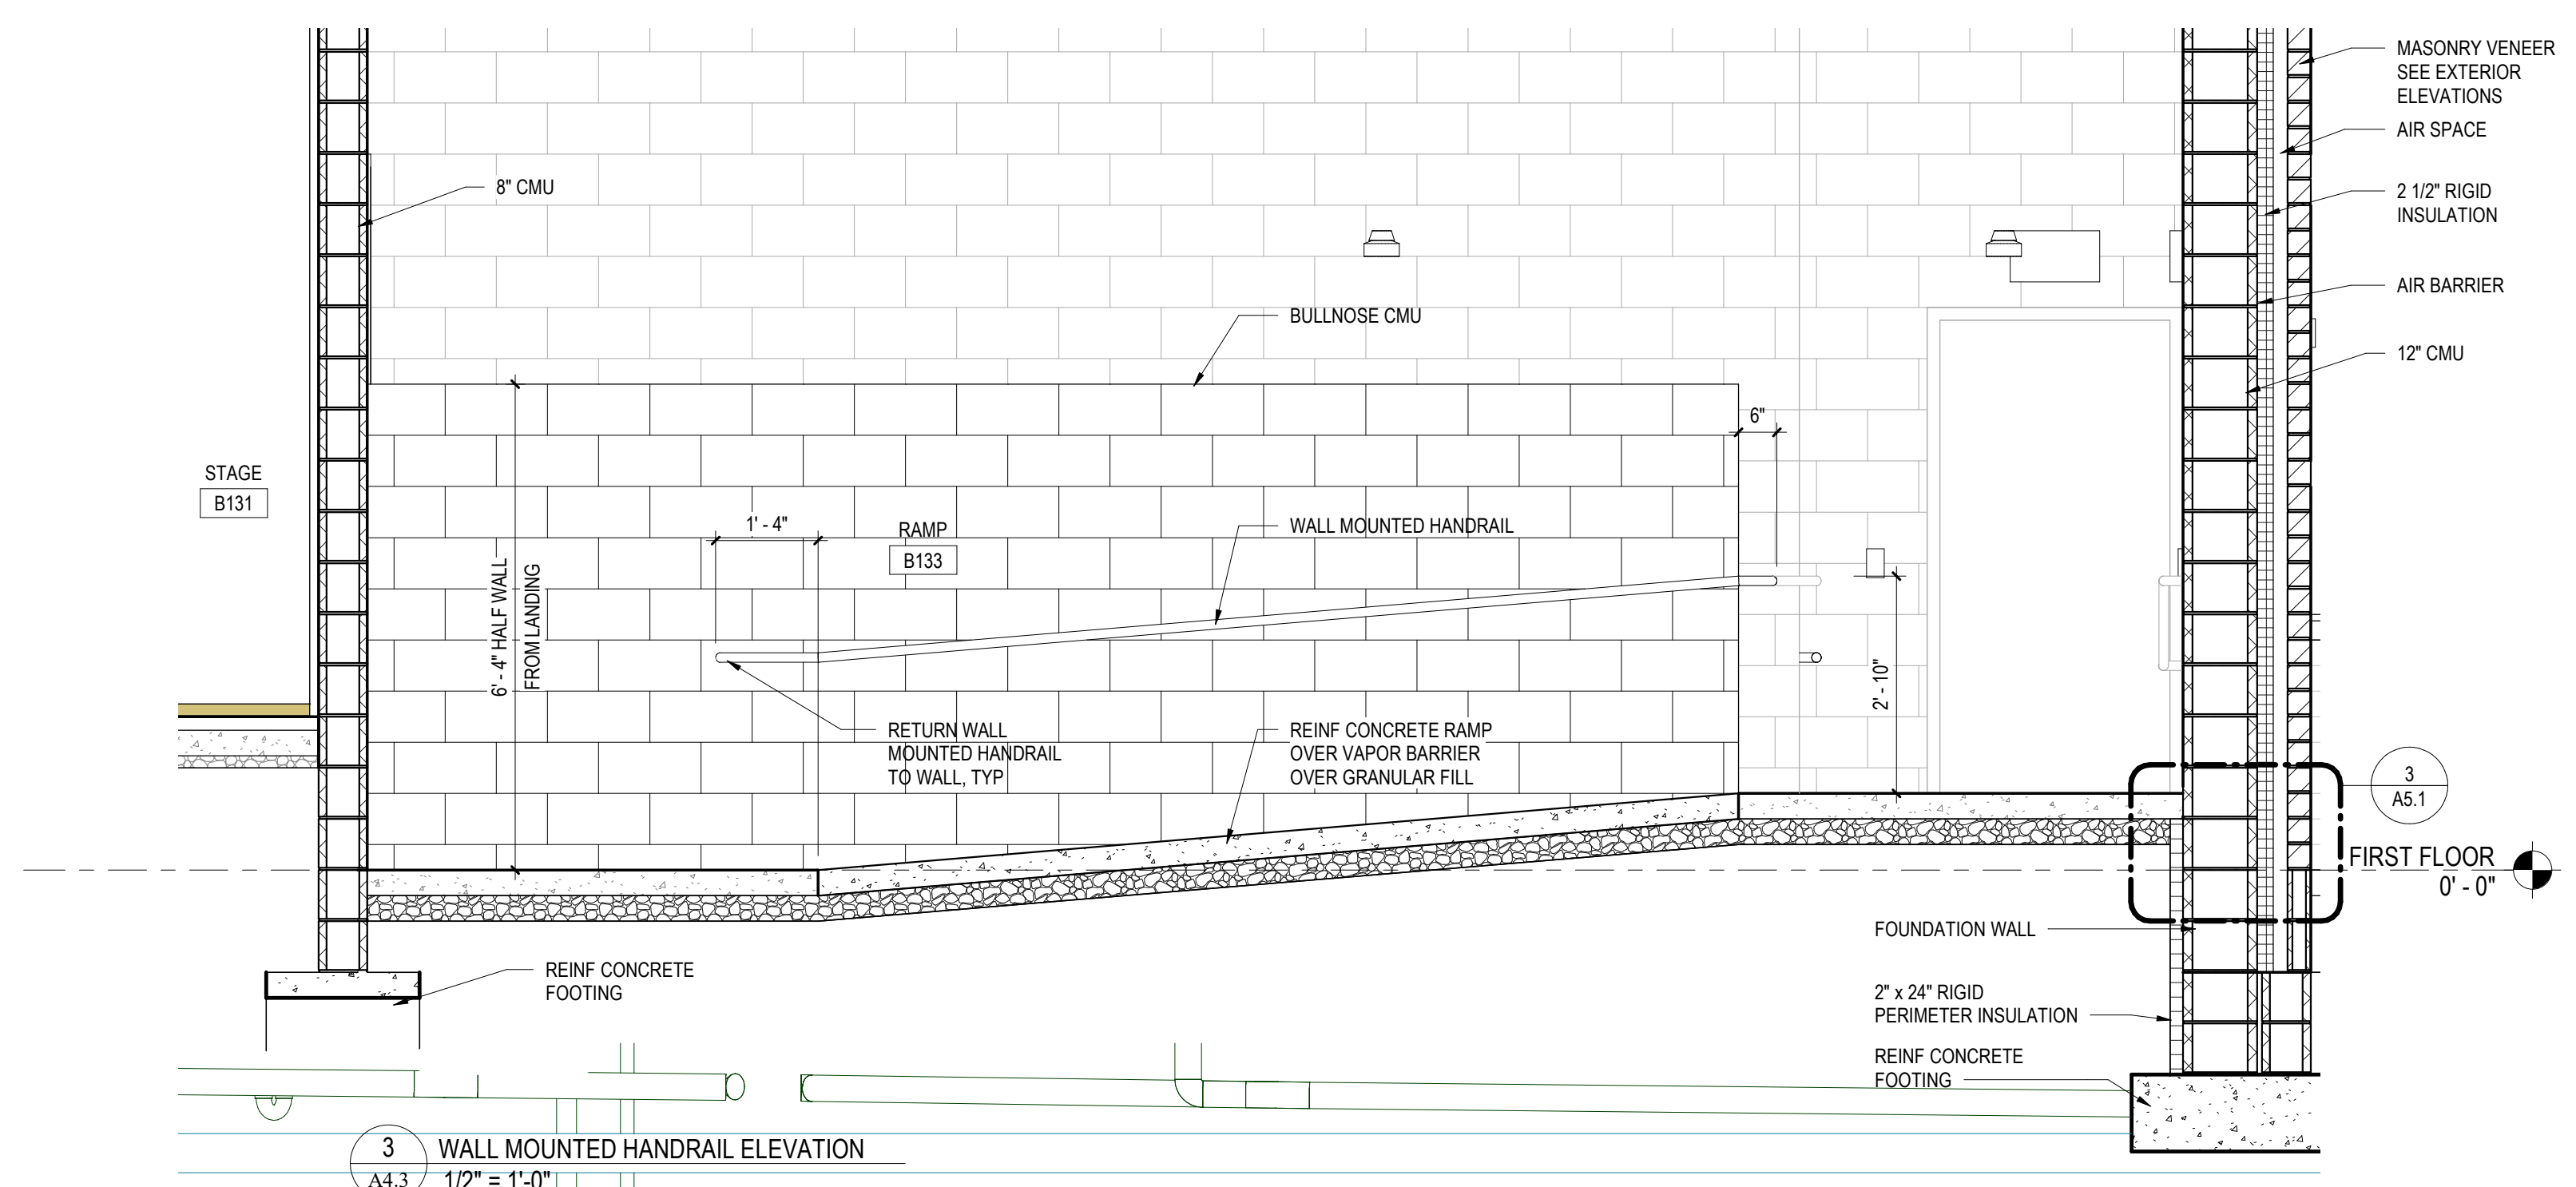 MASONRY VENEER
SEE EXTERIOR
ELEVATIONS
AIR SPACE
8" CMU
2 1/2" RIGID
INSULATION
AIR BARRIER
BULLNOSE CMU
12" CMU
6"
STAGE
B131
1' - 4"
RAMP
B133
WALL MOUNTED HANDRAIL
6' - 4" HALF WALL
FROM LANDING
2' - 10"
RETURN WALL
MOUNTED HANDRAIL
TO WALL, TYP
REINF CONCRETE RAMP
OVER VAPOR BARRIER
OVER GRANULAR FILL
3
A5.1
FIRST FLOOR
0' - 0"
FOUNDATION WALL
REINF CONCRETE
FOOTING
2" x 24" RIGID
PERIMETER INSULATION
REINF CONCRETE
FOOTING
3
WALL MOUNTED HANDRAIL ELEVATION
A4.3
1/2" = 1'-0"